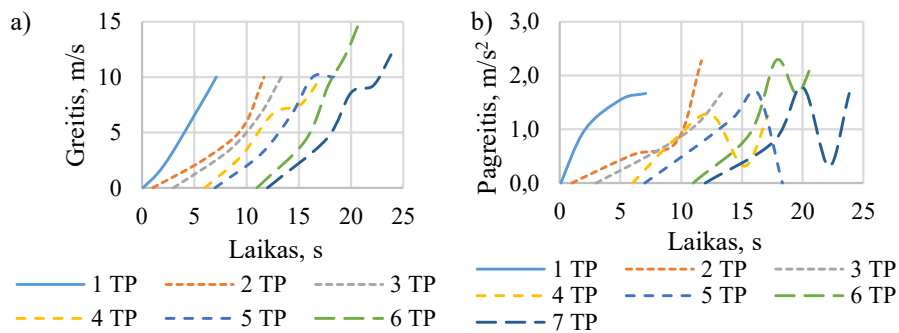 a)
Greitis, m/s
15
10
5
0
0 5 10 15 20 25
Laikas, s
1 TP 2 TP 3 TP
4 TP 5 TP 6 TP
b)
Pagreitis, m/s²
3,0
2,0
1,0
0,0
0 5 10 15 20 25
Laikas, s
1 TP 2 TP 3 TP
4 TP 5 TP 6 TP
7 TP